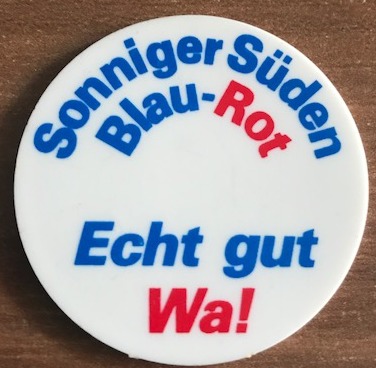 Sonniger Süden
Blau-Rot
Echt gut
Wa!